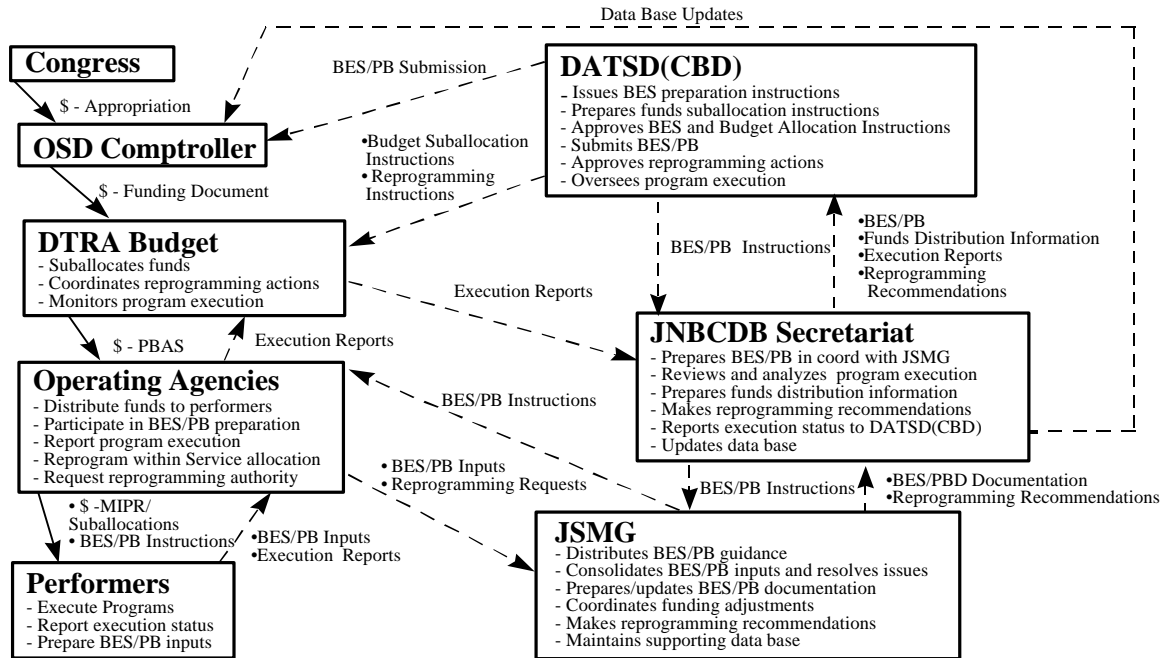 Data Base Updates
Congress
$ - Appropriation
OSD Comptroller
$ - Funding Document
BES/PB Submission
DATSD(CBD)
- Issues BES preparation instructions
- Prepares funds suballocation instructions
- Approves BES and Budget Allocation Instructions
- Submits BES/PB
- Approves reprogramming actions
- Oversees program execution
•Budget Suballocation
Instructions
• Reprogramming
Instructions
DTRA Budget
- Suballocates funds
- Coordinates reprogramming actions
- Monitors program execution
BES/PB Instructions
•BES/PB
•Funds Distribution Information
•Execution Reports
•Reprogramming
Recommendations
Execution Reports
$ - PBAS
Execution Reports
JNBCDB Secretariat
- Prepares BES/PB in coord with JSMG
- Reviews and analyzes program execution
- Prepares funds distribution information
- Makes reprogramming recommendations
- Reports execution status to DATSD(CBD)
- Updates data base
Operating Agencies
- Distribute funds to performers
- Participate in BES/PB preparation
- Report program execution
- Reprogram within Service allocation
- Request reprogramming authority
BES/PB Instructions
• BES/PB Inputs
• Reprogramming Requests
BES/PB Instructions
•BES/PBD Documentation
•Reprogramming Recommendations
• $ -MIPR/
Suballocations
• BES/PB Instructions
•BES/PB Inputs
•Execution Reports
Performers
- Execute Programs
- Report execution status
- Prepare BES/PB inputs
JSMG
- Distributes BES/PB guidance
- Consolidates BES/PB inputs and resolves issues
- Prepares/updates BES/PB documentation
- Coordinates funding adjustments
- Makes reprogramming recommendations
- Maintains supporting data base